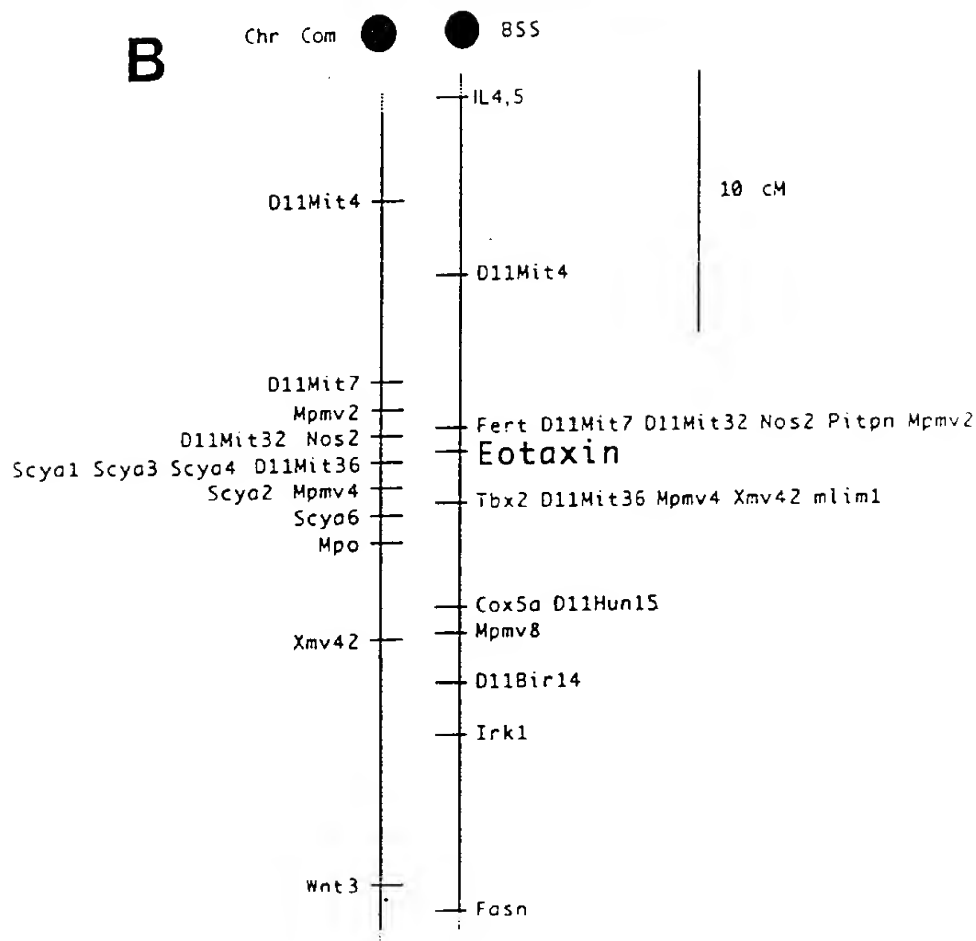 B
Chr Com
BSS
IL4,5
10 cM
D11Mit4
D11Mit4
D11Mit7
Mpmv2
Fert D11Mit7 D11Mit32 Nos2 Pitpn Mpmv2
D11Mit32 Nos2
Eotaxin
Scya1 Scya3 Scya4 D11Mit36
Scya2 Mpmv4
Tbx2 D11Mit36 Mpmv4 Xmv42 mlim1
Scya6
Mpo
Cox5a D11Hun15
Mpmv8
Xmv42
D11Bir14
Irk1
Wnt3
Fasn